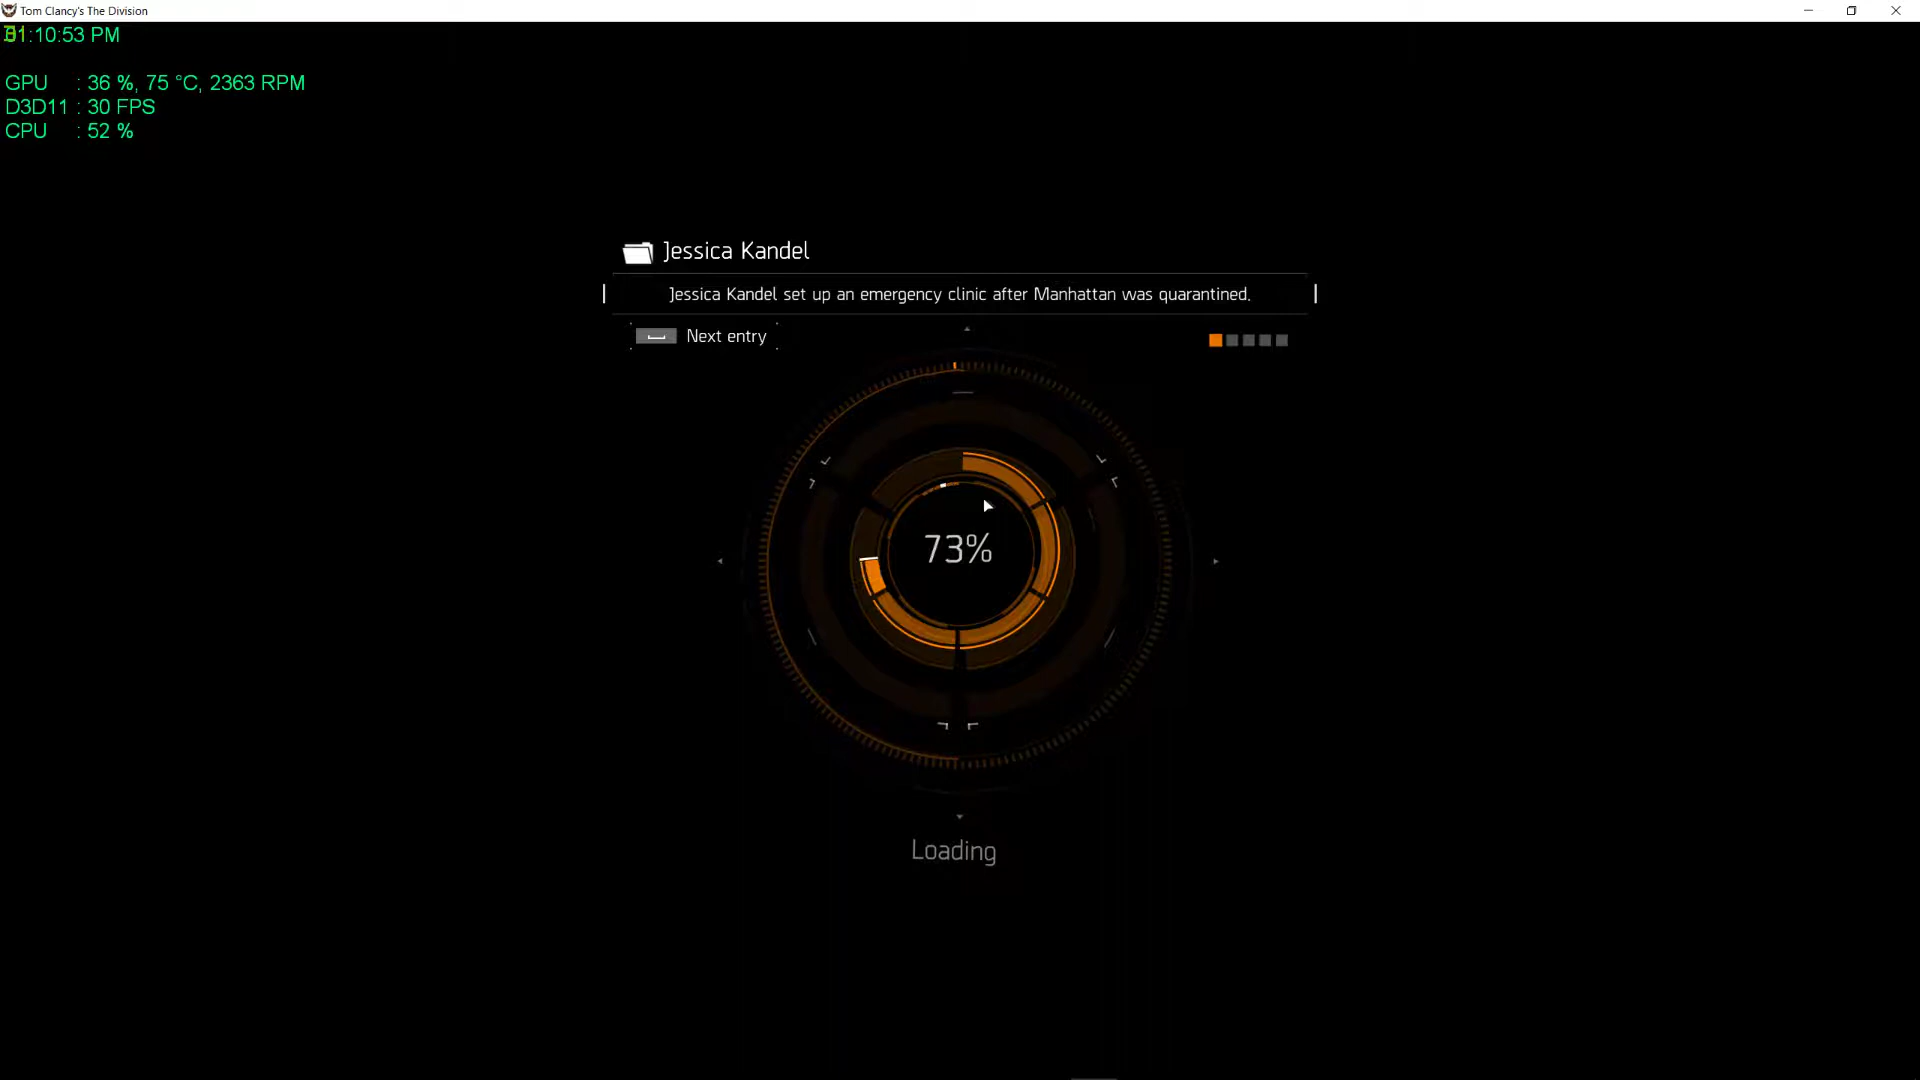 Tom Clancy's The Division
01:10:53 PM
GPU : 36 %, 75 °C, 2363 RPM
D3D11 : 30 FPS
CPU : 52 %
Jessica Kandel
Jessica Kandel set up an emergency clinic after Manhattan was quarantined.
Next entry
73%
Loading